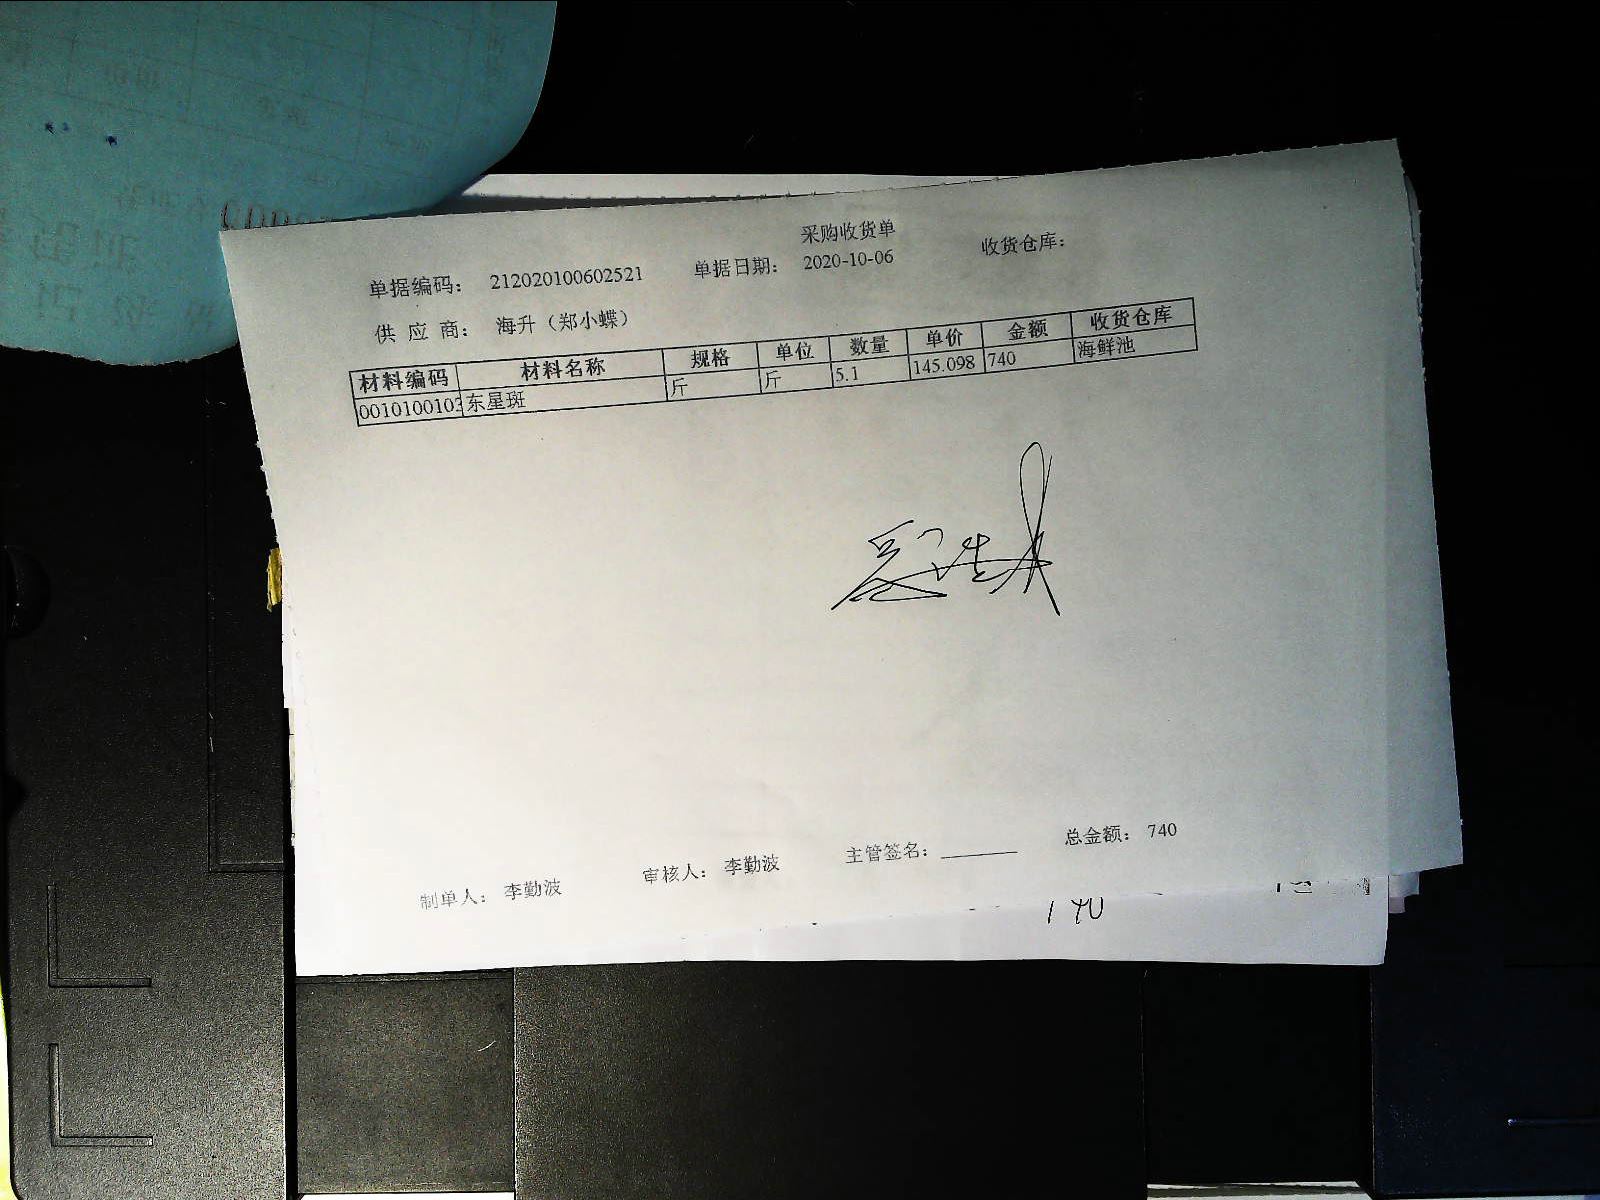 采购收货单
单据编码： 212020100602521 单据日期： 2020-10-06 收货仓库：
供 应 商： 海升（郑小蝶）
材料编码 材料名称 规格 单位 数量 单价 金额 收货仓库
0010100103 东星斑 斤 斤 5.1 145.098 740 海鲜池
制单人： 李勤波 审核人： 李勤波 主管签名： 总金额： 740